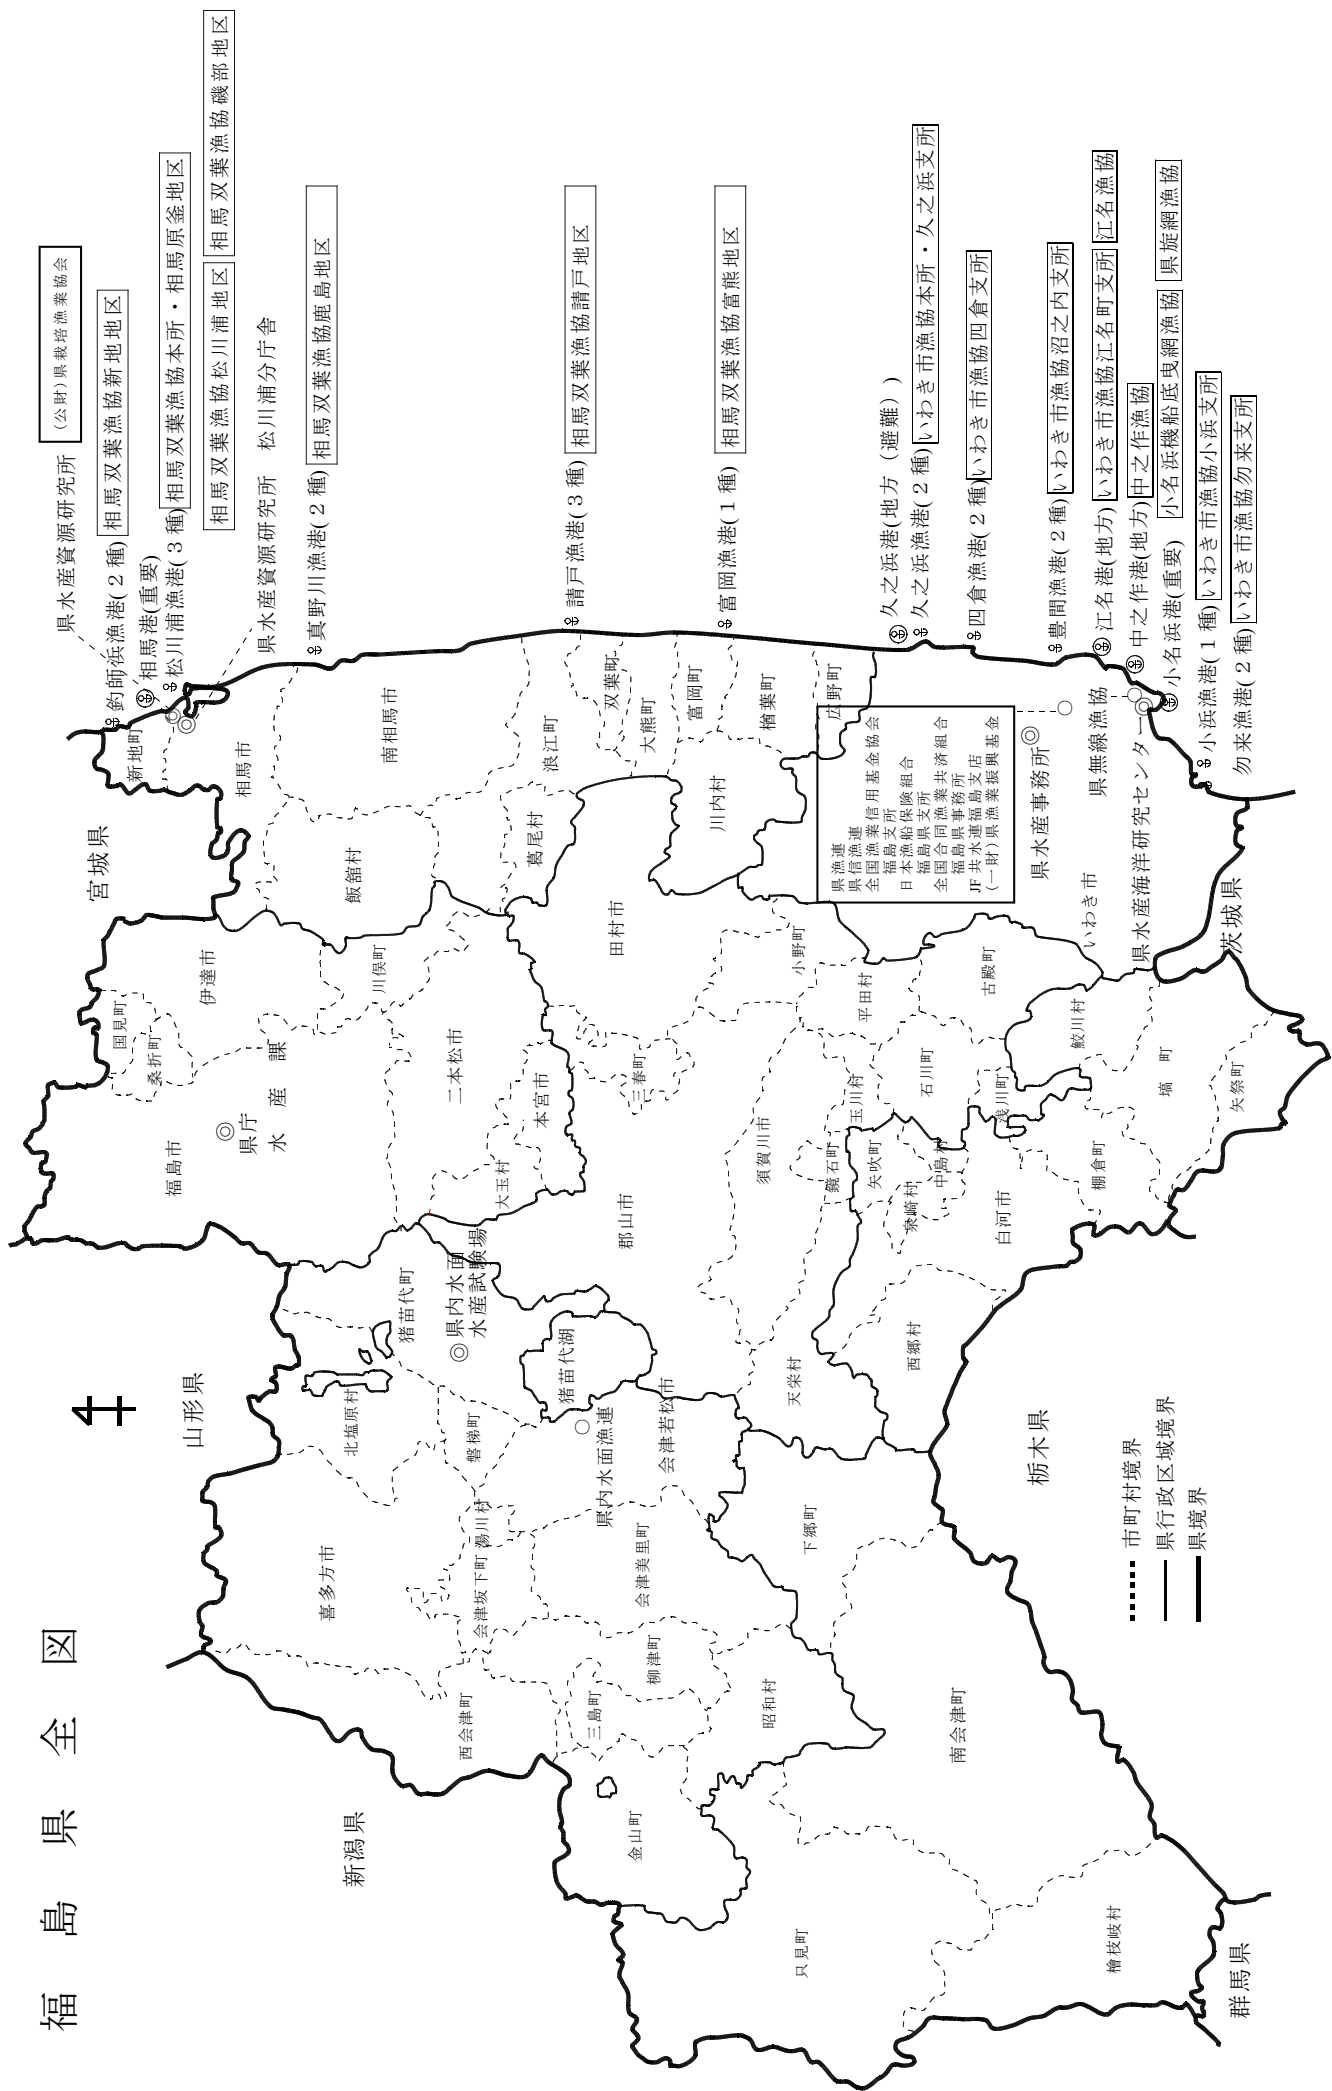 福島県全図
(公財)県栽培漁業協会
県水産資源研究所
釣師浜漁港(2種)
相馬双葉漁協新地地区
相馬港(重要)
松川浦漁港(3種)
相馬双葉漁協本所・相馬原釜地区
相馬双葉漁協松川浦地区
相馬双葉漁協磯部地区
県水産資源研究所 松川浦分庁舎
真野川漁港(2種)
相馬双葉漁協鹿島地区
請戸漁港(3種)
相馬双葉漁協請戸地区
富岡漁港(1種)
相馬双葉漁協富熊地区
久之浜港(地方(避難))
久之浜漁港(2種)
いわき市漁協本所・久之浜支所
四倉漁港(2種)
いわき市漁協四倉支所
豊間漁港(2種)
いわき市漁協沼之内支所
江名港(地方)
いわき市漁協江名町支所
江名漁協
中之作港(地方)
中之作漁協
小名浜港(重要)
小名浜機船底曳網漁協
県旋網漁協
小浜漁港(1種)
いわき市漁協小浜支所
勿来漁港(2種)
いわき市漁協勿来支所
宮城県
山形県
新潟県
群馬県
栃木県
茨城県
新地町
相馬市
南相馬市
飯舘村
浪江町
葛尾村
双葉町
大熊町
富岡町
川内村
楢葉町
広野町
いわき市
県漁連
県信漁連
全国漁業信用基金協会
福島支所
日本漁船保険組合
福島県支所
全国合同漁業共済組合
福島県事務所
JF共水連福島支店
(一財)県漁業振興基金
県水産事務所
県無線漁協
県水産海洋研究センター
国見町
桑折町
伊達市
福島市
県庁
水産課
川俣町
二本松市
本宮市
大玉村
田村市
三春町
小野町
郡山市
須賀川市
平田村
玉川村
石川町
古殿町
浅川町
鏡石町
矢吹町
中島村
泉崎村
白河市
西郷村
天栄村
鮫川村
塙町
棚倉町
矢祭町
猪苗代町
県内水面
水産試験場
猪苗代湖
北塩原村
磐梯町
県内水面漁連
会津若松市
喜多方市
湯川村
会津坂下町
会津美里町
西会津町
柳津町
三島町
昭和村
金山町
下郷町
南会津町
只見町
檜枝岐村
市町村境界
県行政区域境界
県境界